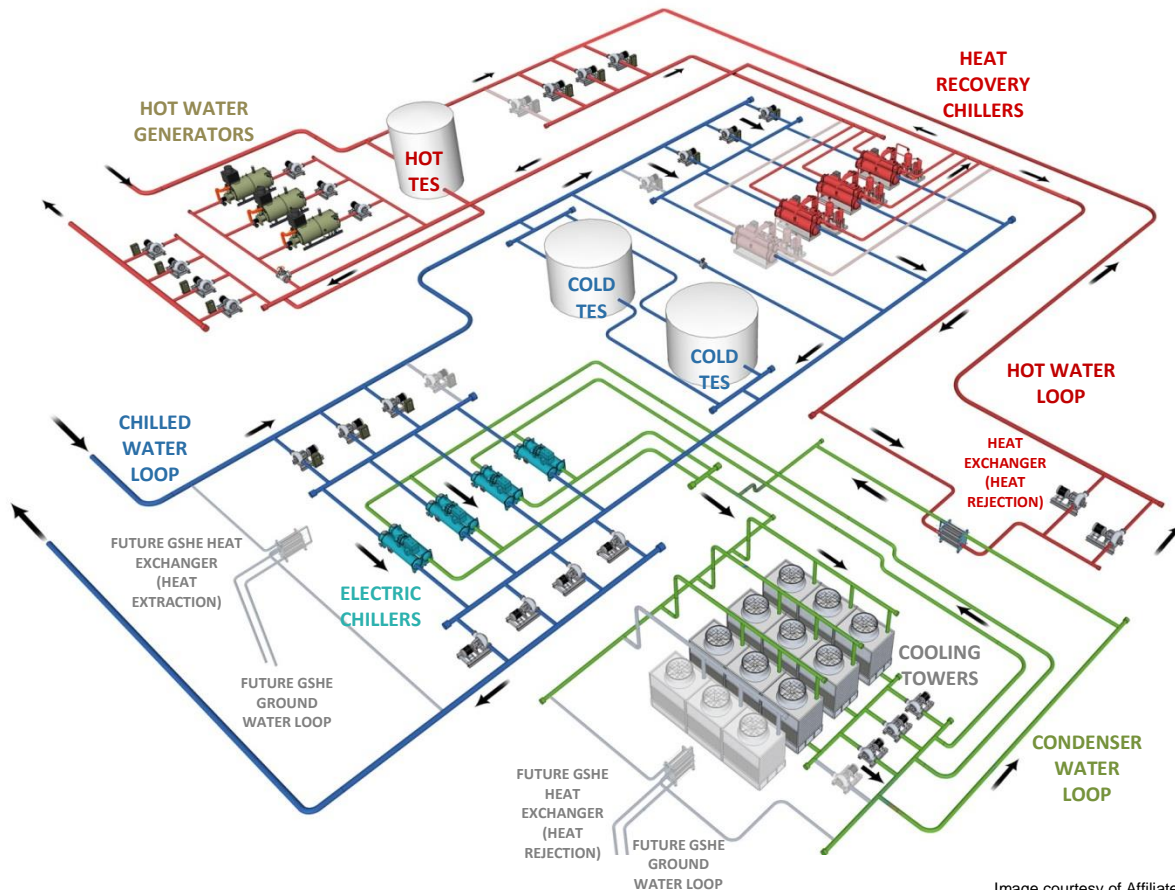 HEAT
RECOVERY
CHILLERS
HOT WATER
GENERATORS
HOT
TES
COLD
TES
COLD
TES
HOT WATER
LOOP
CHILLED
WATER
LOOP
HEAT
EXCHANGER
(HEAT
REJECTION)
FUTURE GSHE HEAT
EXCHANGER
(HEAT
EXTRACTION)
ELECTRIC
CHILLERS
COOLING
TOWERS
FUTURE GSHE
GROUND
WATER LOOP
CONDENSER
WATER
LOOP
FUTURE GSHE
HEAT
EXCHANGER
(HEAT
REJECTION)
FUTURE GSHE
GROUND
WATER LOOP
Image courtesy of Affiliate